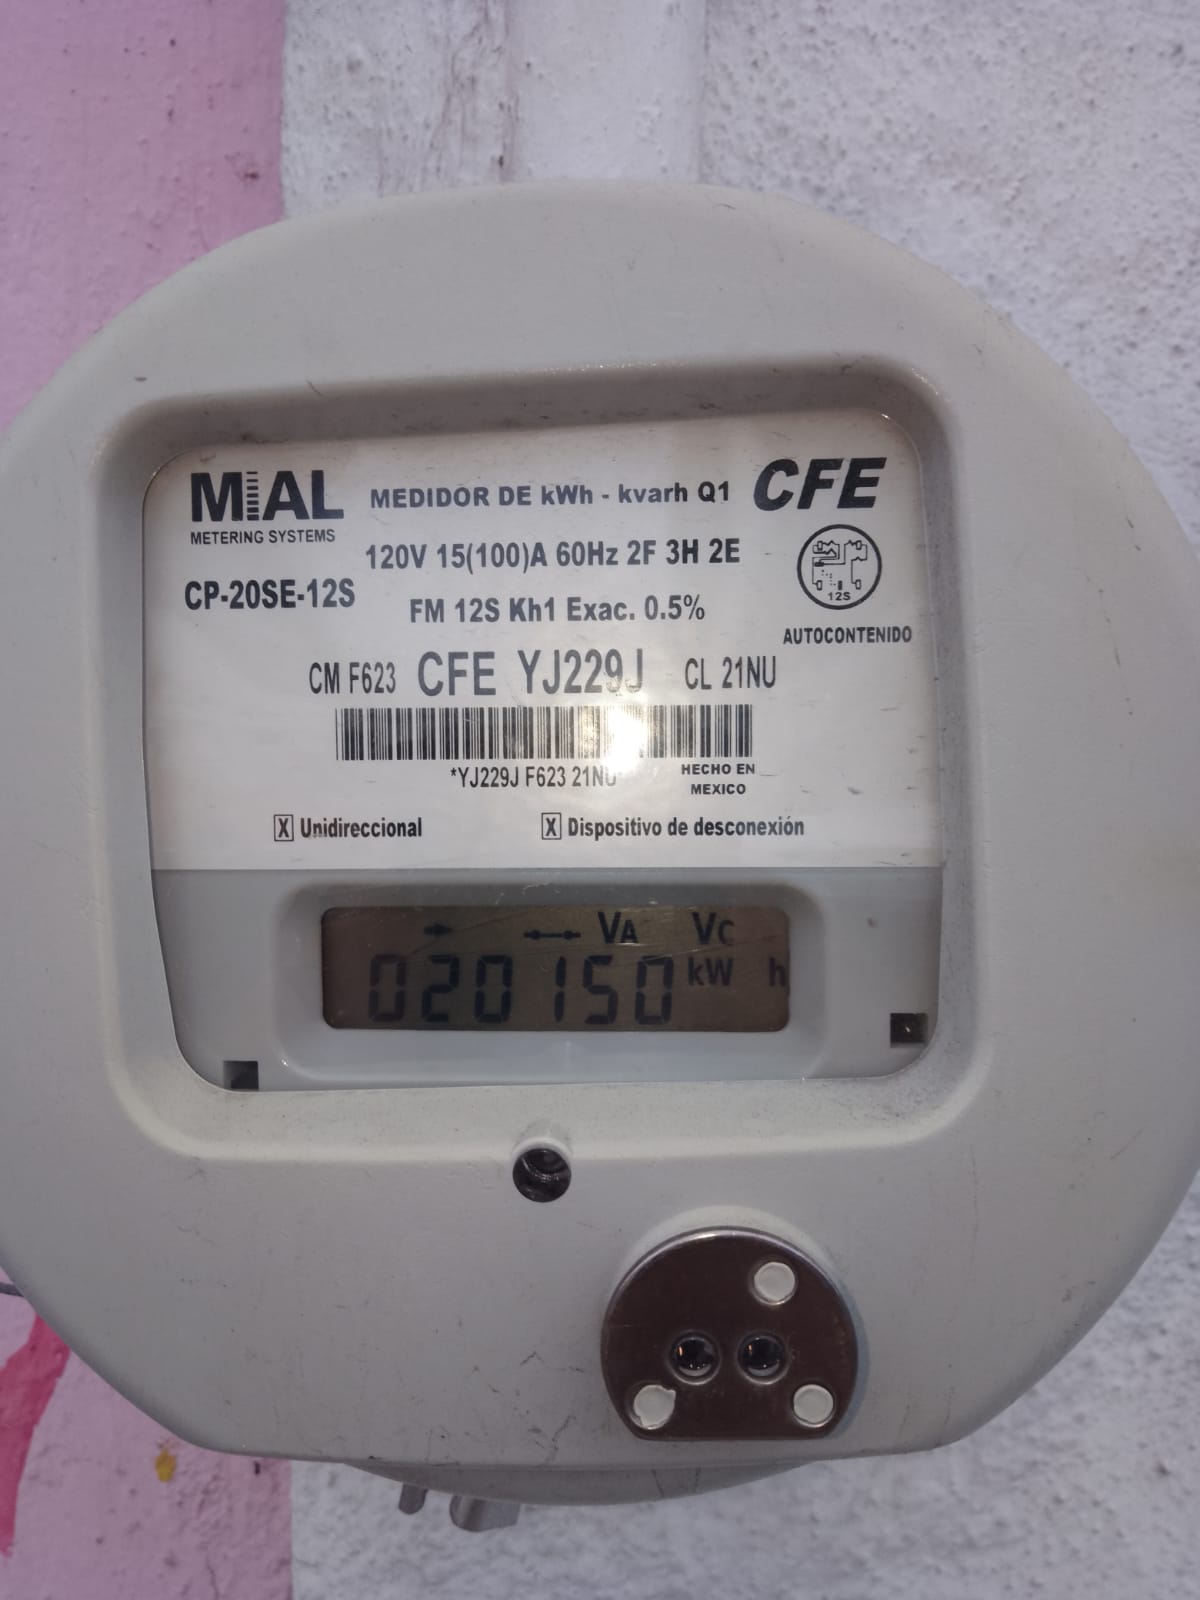 MIAL
METERING SYSTEMS
MEDIDOR DE kWh - kvarh Q1
CFE
120V 15(100)A 60Hz 2F 3H 2E
CP-20SE-12S
FM 12S Kh1 Exac. 0.5%
12S
AUTOCONTENIDO
CM F623 CFE YJ229J CL 21NU
*YJ229J F623 21NU*
HECHO EN
MEXICO
X Unidireccional
X Dispositivo de desconexión
VA VC
020150 kW h